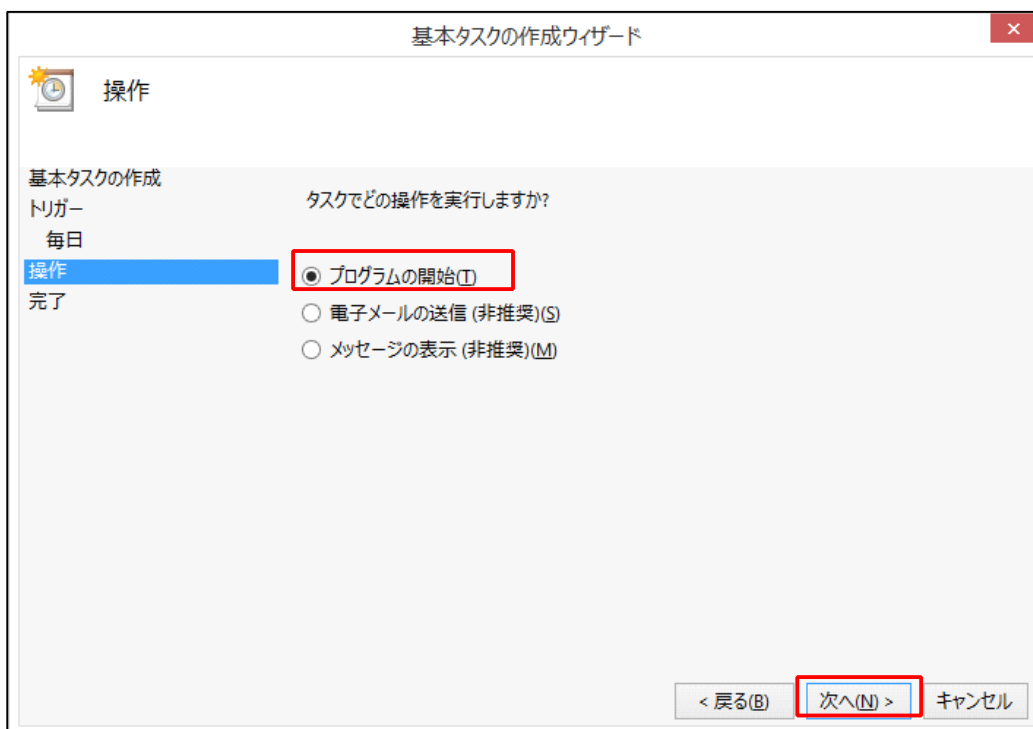 基本タスクの作成ウィザード
操作
基本タスクの作成
トリガー
毎日
操作
完了
タスクでどの操作を実行しますか?
プログラムの開始(T)
電子メールの送信 (非推奨)(S)
メッセージの表示 (非推奨)(M)
< 戻る(B)
次へ(N) >
キャンセル